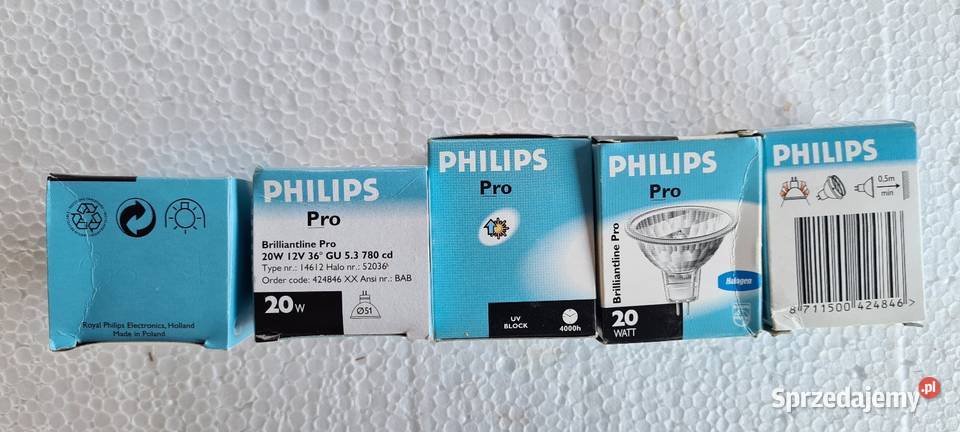 Royal Philips Electronics, Holland
Made in Poland
PHILIPS
Pro
Brilliantline Pro
20W 12V 36° GU 5.3 780 cd
Type nr.: 14612 Halo nr.: 52036
Order code: 424846 XX Ansi nr.: BAB
20 W
Ø51
PHILIPS
Pro
UV
BLOCK
4000h
PHILIPS
Pro
Brilliantline Pro
Halogen
20
WATT
PHILIPS
0,5m
min
8 711500 424846 >
Sprzedajemy.pl